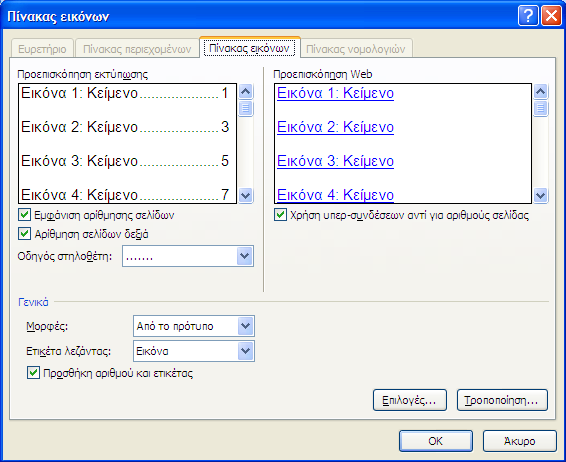 Πίνακας εικόνων
Ευρετήριο Πίνακας περιεχομένων Πίνακας εικόνων Πίνακας νομολογιών
Προεπισκόπηση εκτύπωσης
Εικόνα 1: Κείμενο....................1
Εικόνα 2: Κείμενο....................3
Εικόνα 3: Κείμενο....................5
Εικόνα 4: Κείμενο....................7
Εμφάνιση αρίθμησης σελίδων
Αρίθμηση σελίδων δεξιά
Οδηγός στηλοθέτη: .......
Προεπισκόπηση Web
Εικόνα 1: Κείμενο
Εικόνα 2: Κείμενο
Εικόνα 3: Κείμενο
Εικόνα 4: Κείμενο
Χρήση υπερ-συνδέσεων αντί για αριθμούς σελίδας
Γενικά
Μορφές: Από το πρότυπο
Ετικέτα λεζάντας: Εικόνα
Προσθήκη αριθμού και ετικέτας
Επιλογές... Τροποποίηση...
OK Άκυρο